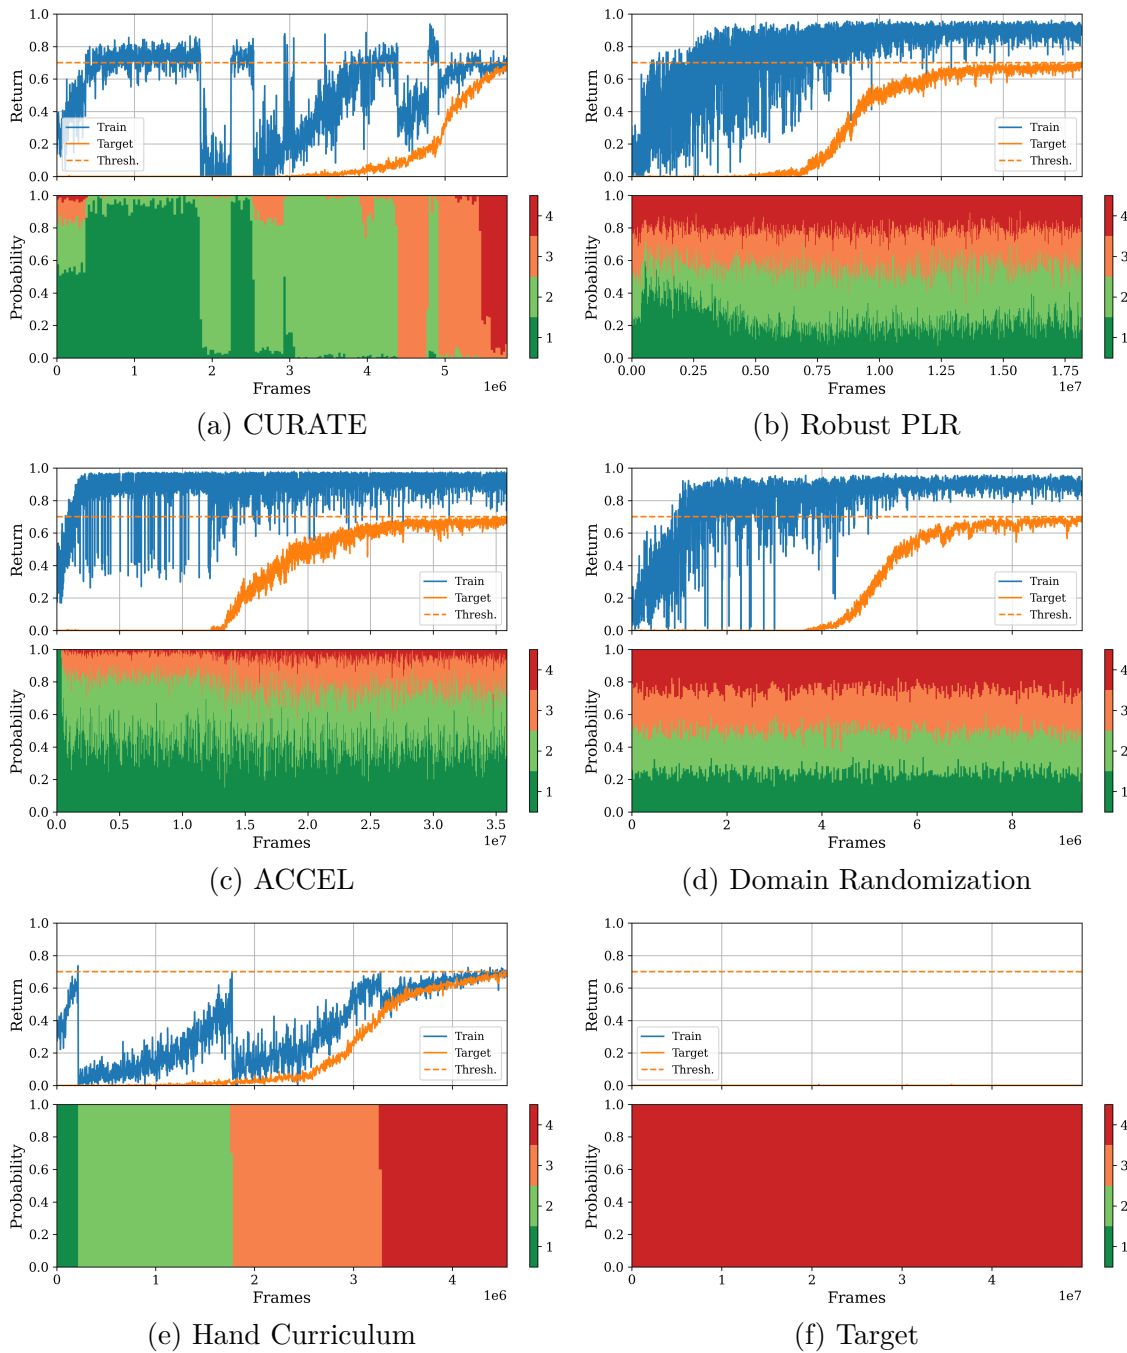 1.0
0.8
0.6
0.4
0.2
0.0
Return
Train
Target
Thresh.
1.0
0.8
0.6
0.4
0.2
0.0
Probability
4
3
2
1
0 1 2 3 4 5
1e6
Frames
(a) CURATE
1.0
0.8
0.6
0.4
0.2
0.0
Return
Train
Target
Thresh.
1.0
0.8
0.6
0.4
0.2
0.0
Probability
4
3
2
1
0.00 0.25 0.50 0.75 1.00 1.25 1.50 1.75
1e7
Frames
(b) Robust PLR
1.0
0.8
0.6
0.4
0.2
0.0
Return
Train
Target
Thresh.
1.0
0.8
0.6
0.4
0.2
0.0
Probability
4
3
2
1
0.0 0.5 1.0 1.5 2.0 2.5 3.0 3.5
1e7
Frames
(c) ACCEL
1.0
0.8
0.6
0.4
0.2
0.0
Return
Train
Target
Thresh.
1.0
0.8
0.6
0.4
0.2
0.0
Probability
4
3
2
1
0 2 4 6 8
1e6
Frames
(d) Domain Randomization
1.0
0.8
0.6
0.4
0.2
0.0
Return
Train
Target
Thresh.
1.0
0.8
0.6
0.4
0.2
0.0
Probability
4
3
2
1
0 1 2 3 4
1e6
Frames
(e) Hand Curriculum
1.0
0.8
0.6
0.4
0.2
0.0
Return
Train
Target
Thresh.
1.0
0.8
0.6
0.4
0.2
0.0
Probability
4
3
2
1
0 1 2 3 4
1e7
Frames
(f) Target